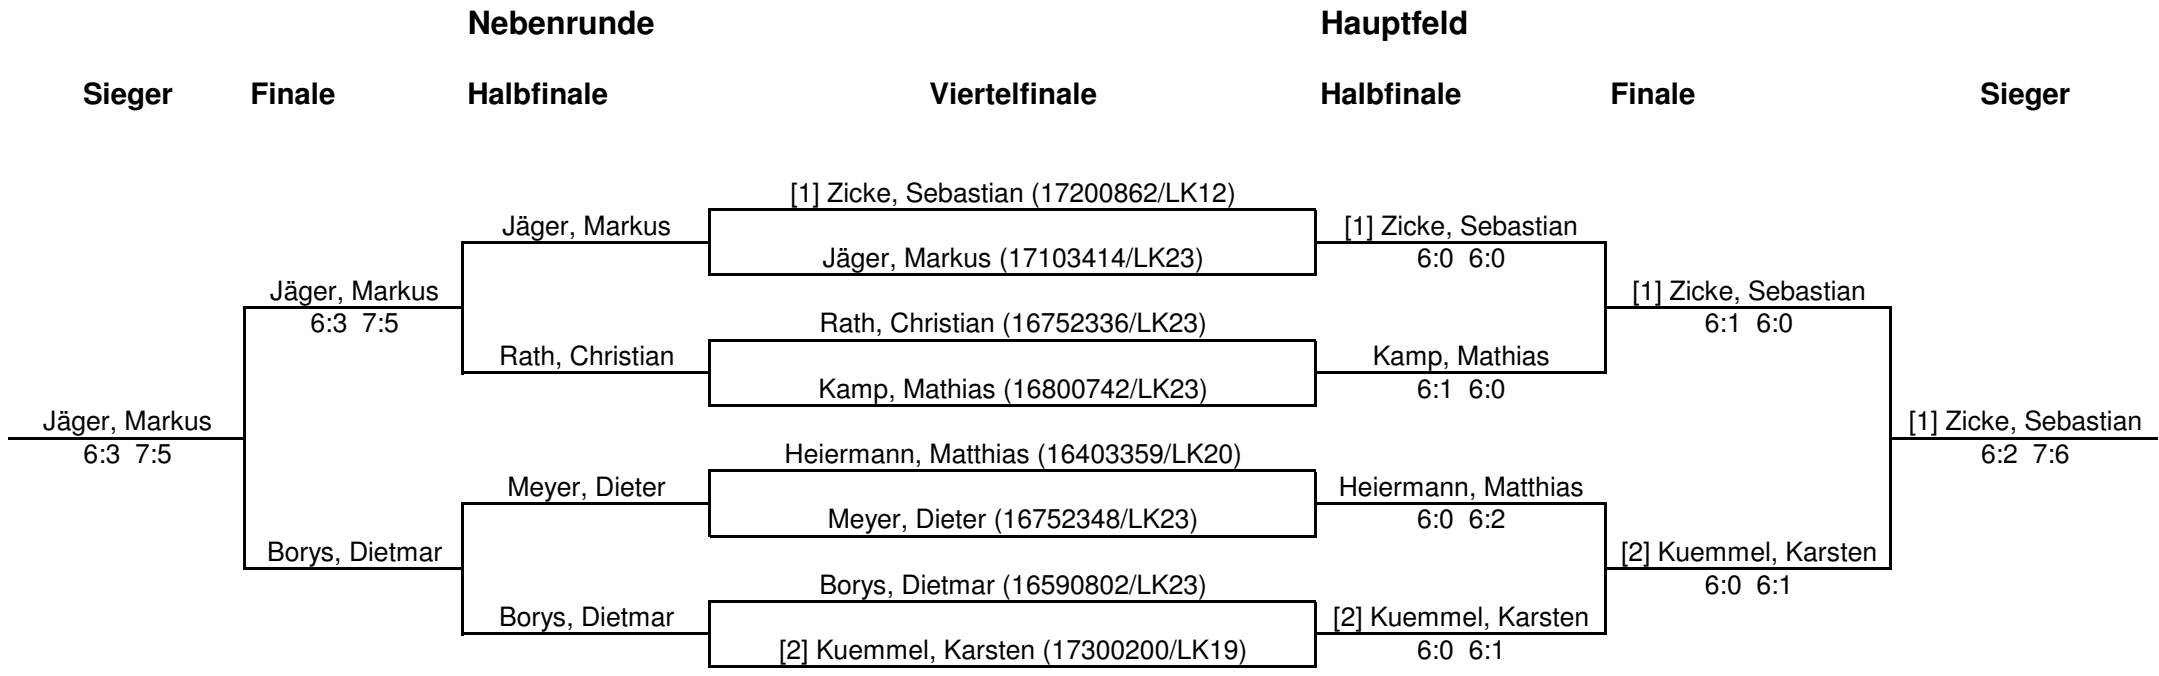 Nebenrunde Hauptfeld
Sieger Finale Halbfinale Viertelfinale Halbfinale Finale Sieger
[1] Zicke, Sebastian (17200862/LK12)
Jäger, Markus [1] Zicke, Sebastian
Jäger, Markus (17103414/LK23) 6:0 6:0
Jäger, Markus [1] Zicke, Sebastian
6:3 7:5 Rath, Christian (16752336/LK23) 6:1 6:0
Rath, Christian Kamp, Mathias
Kamp, Mathias (16800742/LK23) 6:1 6:0
Jäger, Markus [1] Zicke, Sebastian
6:3 7:5 Heiermann, Matthias (16403359/LK20) 6:2 7:6
Meyer, Dieter Heiermann, Matthias
Meyer, Dieter (16752348/LK23) 6:0 6:2
Borys, Dietmar [2] Kuemmel, Karsten
Borys, Dietmar (16590802/LK23) 6:0 6:1
Borys, Dietmar [2] Kuemmel, Karsten
[2] Kuemmel, Karsten (17300200/LK19) 6:0 6:1